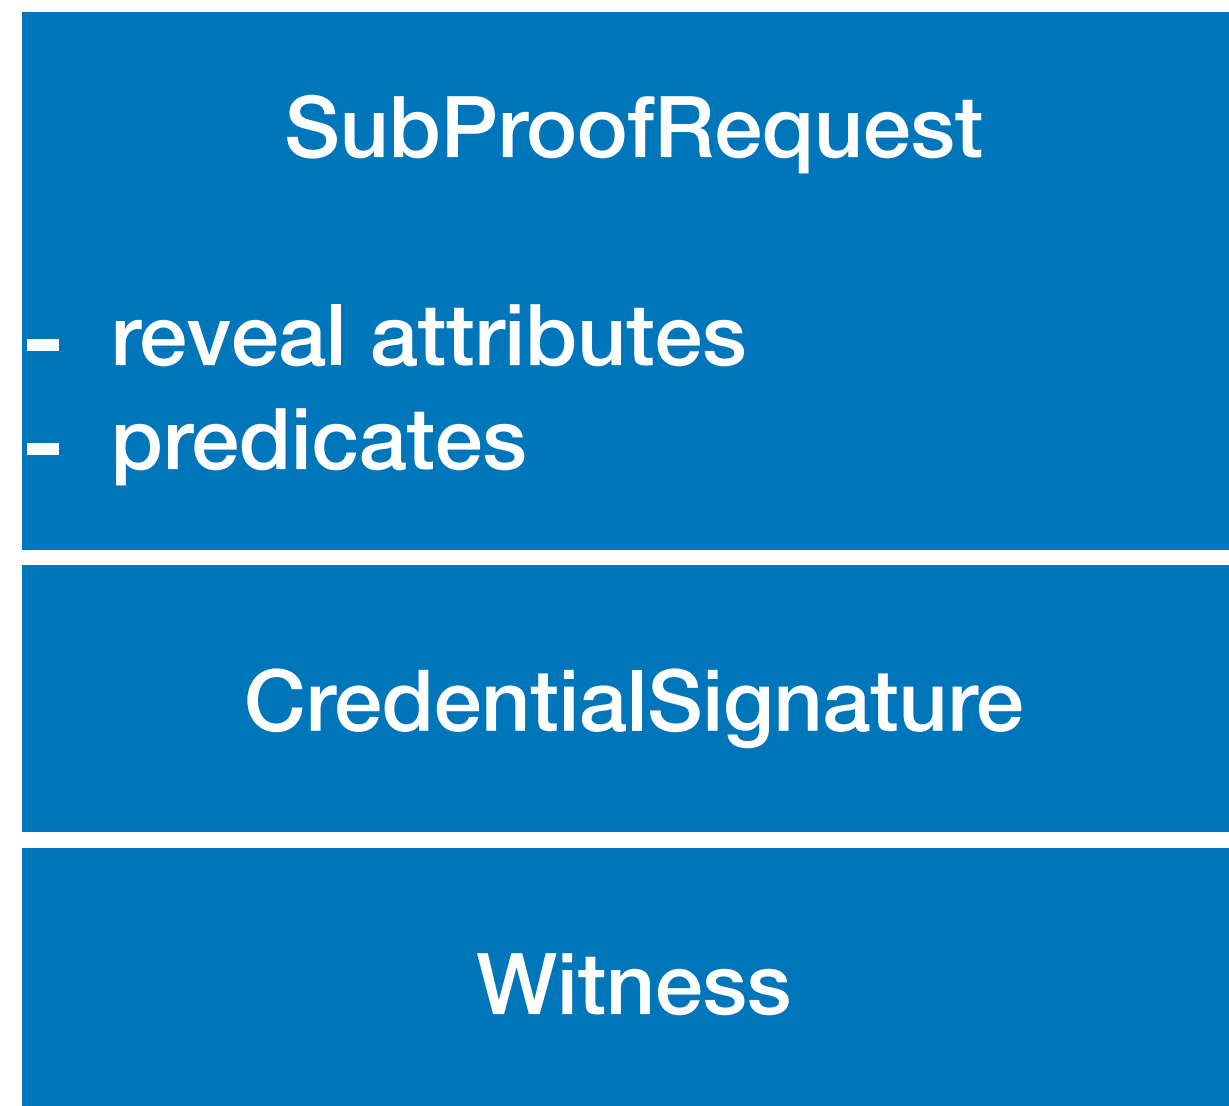 SubProofRequest
- reveal attributes
- predicates
CredentialSignature
Witness